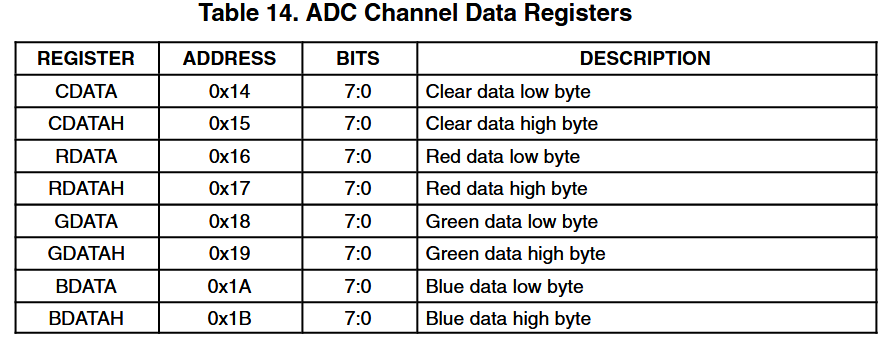 Table 14. ADC Channel Data Registers
REGISTER ADDRESS BITS DESCRIPTION
CDATA 0x14 7:0 Clear data low byte
CDATAH 0x15 7:0 Clear data high byte
RDATA 0x16 7:0 Red data low byte
RDATAH 0x17 7:0 Red data high byte
GDATA 0x18 7:0 Green data low byte
GDATAH 0x19 7:0 Green data high byte
BDATA 0x1A 7:0 Blue data low byte
BDATAH 0x1B 7:0 Blue data high byte